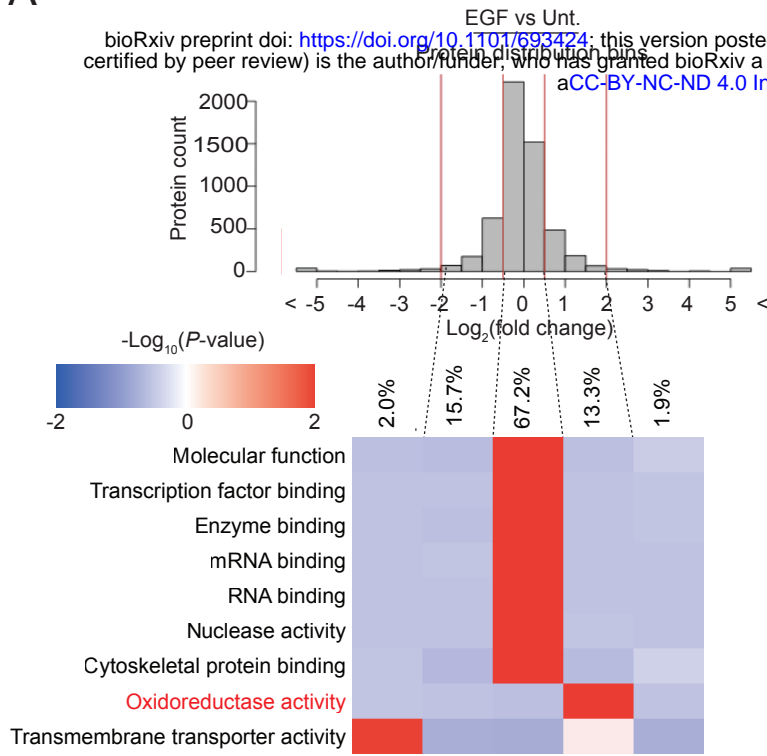 EGF vs Unt.
bioRxiv preprint doi: https://doi.org/10.1101/693424; this version poste
Protein distribution bins
certified by peer review) is the author/funder, who has granted bioRxiv a
aCC-BY-NC-ND 4.0 In
Protein count
2000
1500
1000
500
0
< -5 -4 -3 -2 -1 0 1 2 3 4 5 <
Log2(fold change)
-Log10(P-value)
-2 0 2
2.0% 15.7% 67.2% 13.3% 1.9%
Molecular function
Transcription factor binding
Enzyme binding
mRNA binding
RNA binding
Nuclease activity
Cytoskeletal protein binding
Oxidoreductase activity
Transmembrane transporter activity